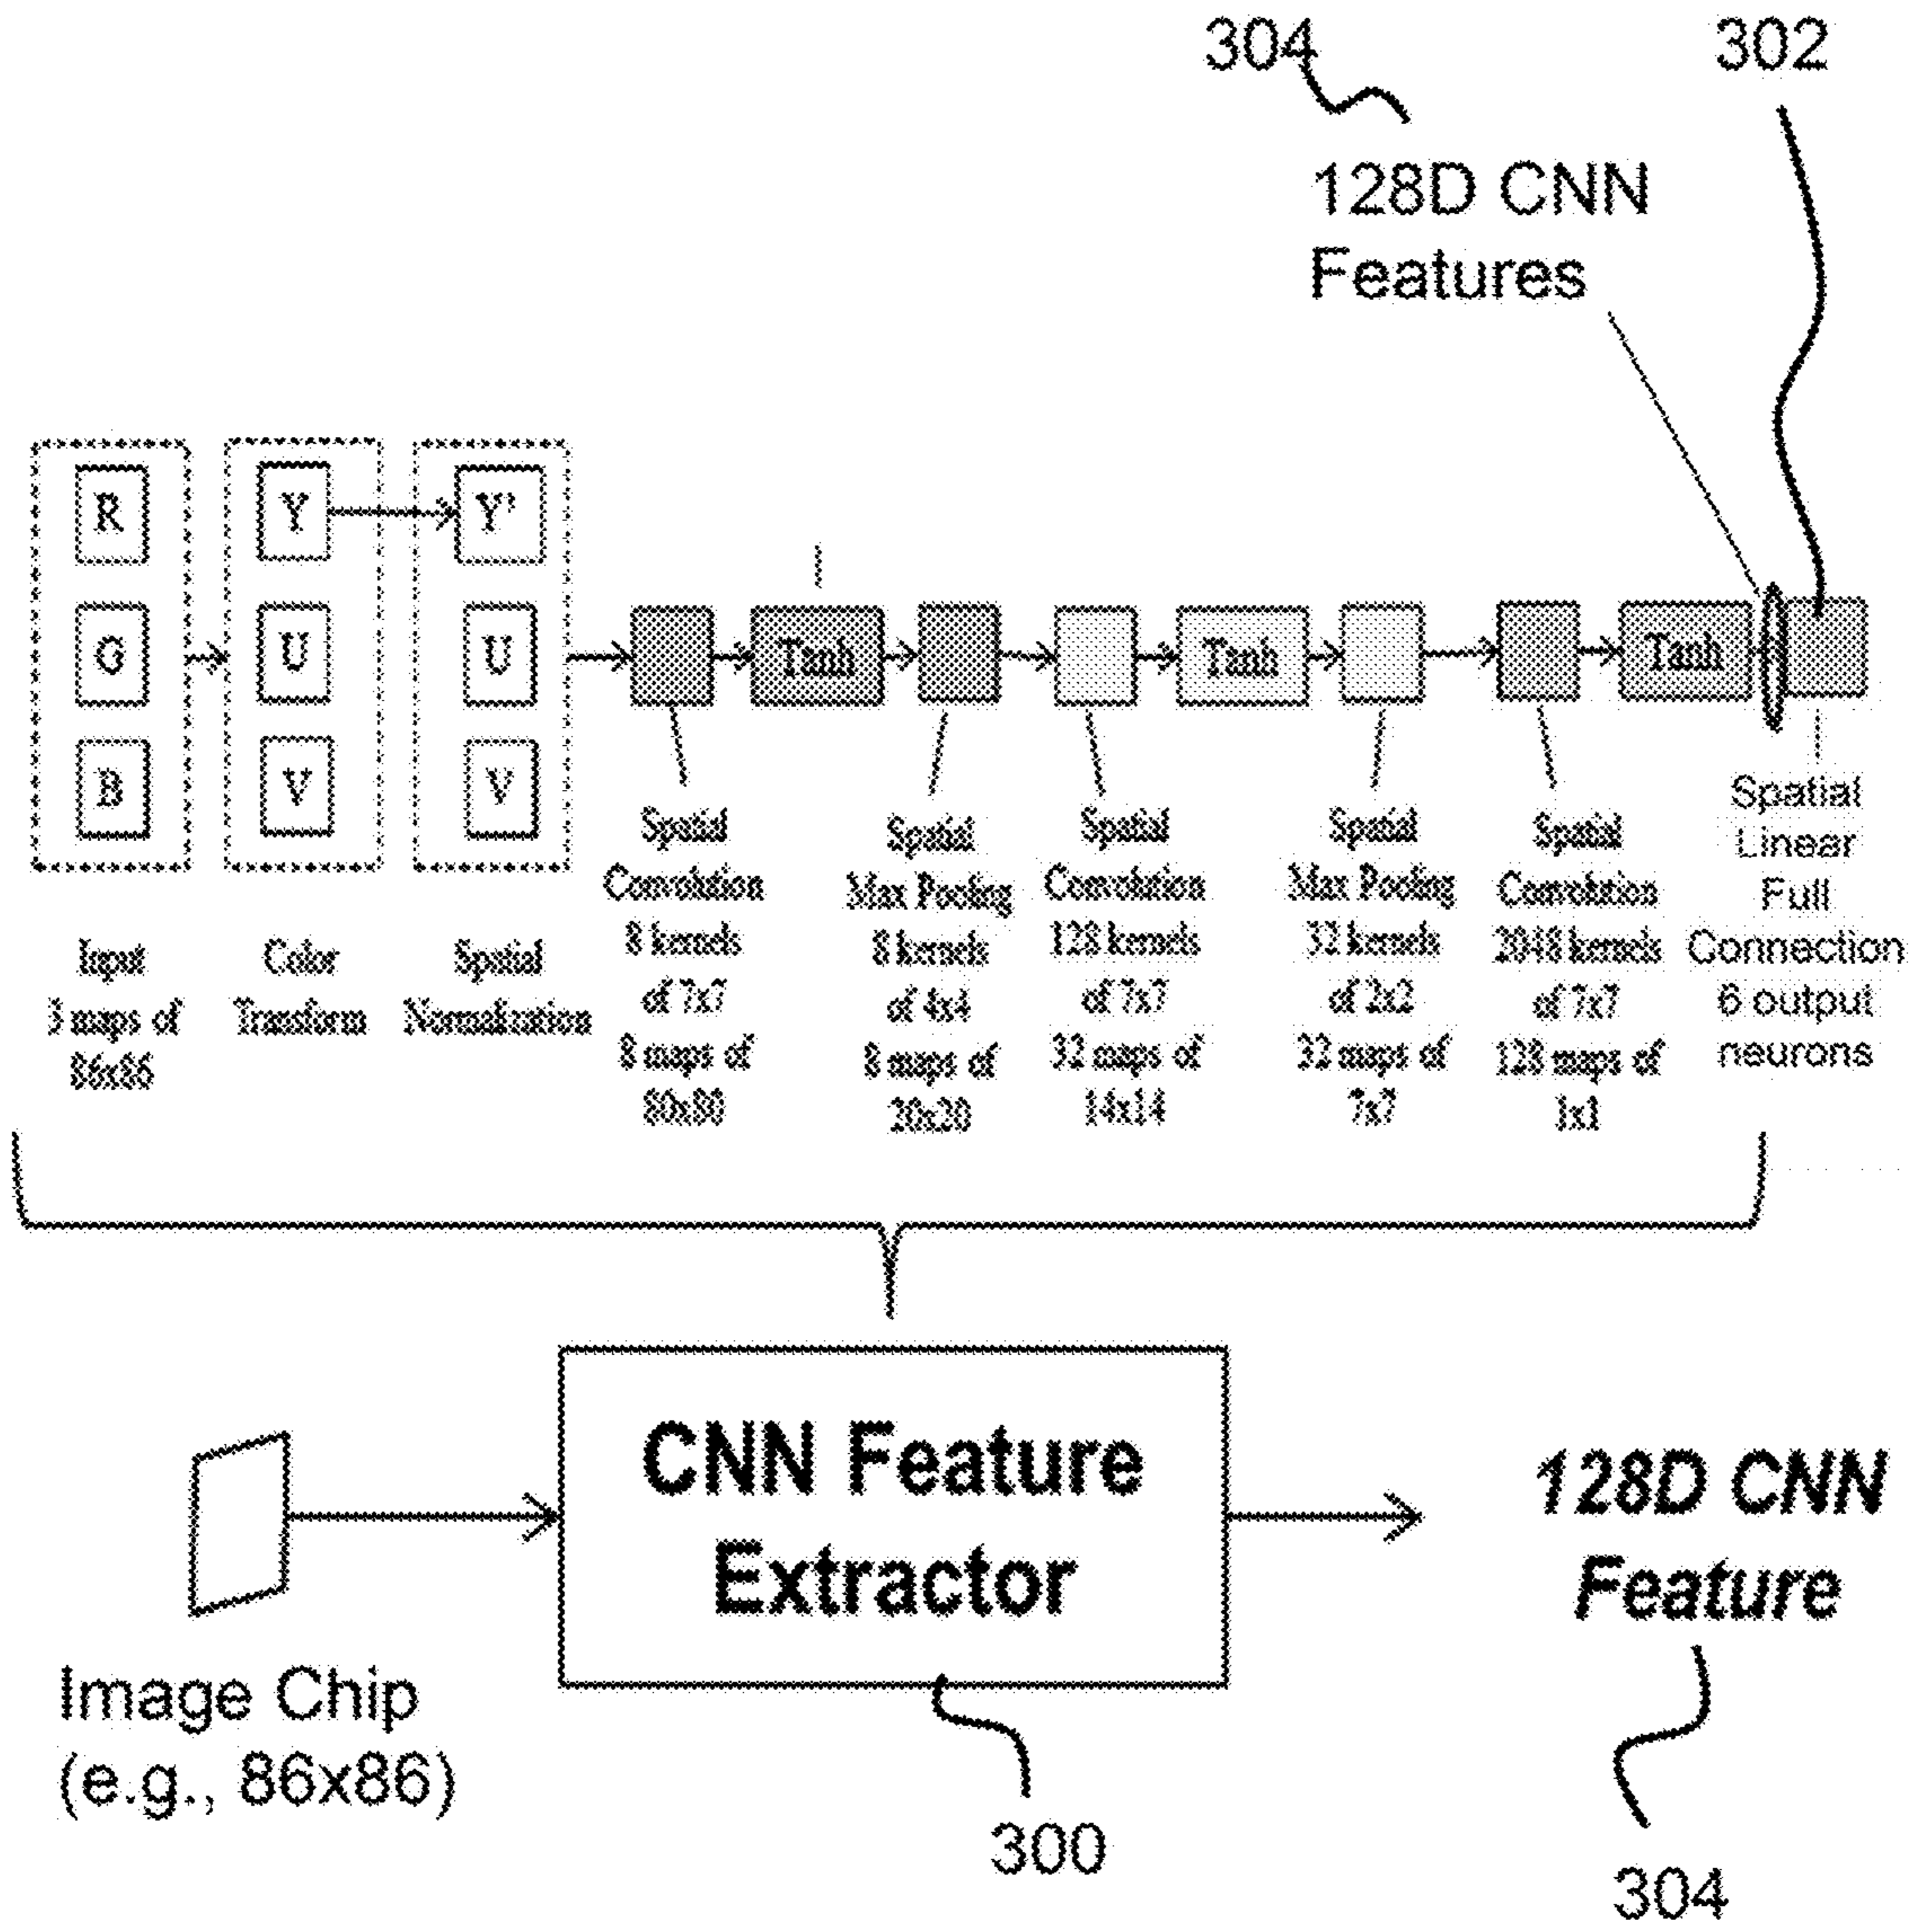 304
302
128D CNN
Features
R
Y
Y'
G
U
U
Tanh
Tanh
Tanh
B
V
V
Input
3 maps of
86x86
Color
Transform
Spatial
Normalization
Spatial
Convolution
8 kernels
of 7x7
8 maps of
80x80
Spatial
Max Pooling
8 kernels
of 4x4
8 maps of
20x20
Spatial
Convolution
128 kernels
of 7x7
32 maps of
14x14
Spatial
Max Pooling
32 kernels
of 2x2
32 maps of
7x7
Spatial
Convolution
2048 kernels
of 7x7
128 maps of
1x1
Spatial
Linear
Full
Connection
6 output
neurons
CNN Feature
Extractor
128D CNN
Feature
Image Chip
(e.g., 86x86)
300
304